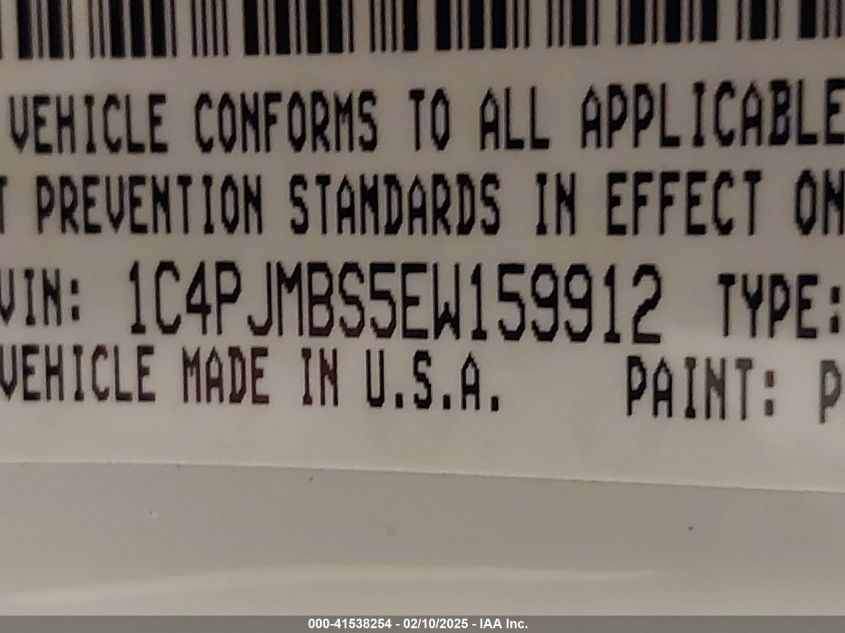 VEHICLE CONFORMS TO ALL APPLICABLE
T PREVENTION STANDARDS IN EFFECT ON
VIN: 1C4PJMBS5EW159912 TYPE:
VEHICLE MADE IN U.S.A. PAINT: P
000-41538254 - 02/10/2025 - IAA Inc.